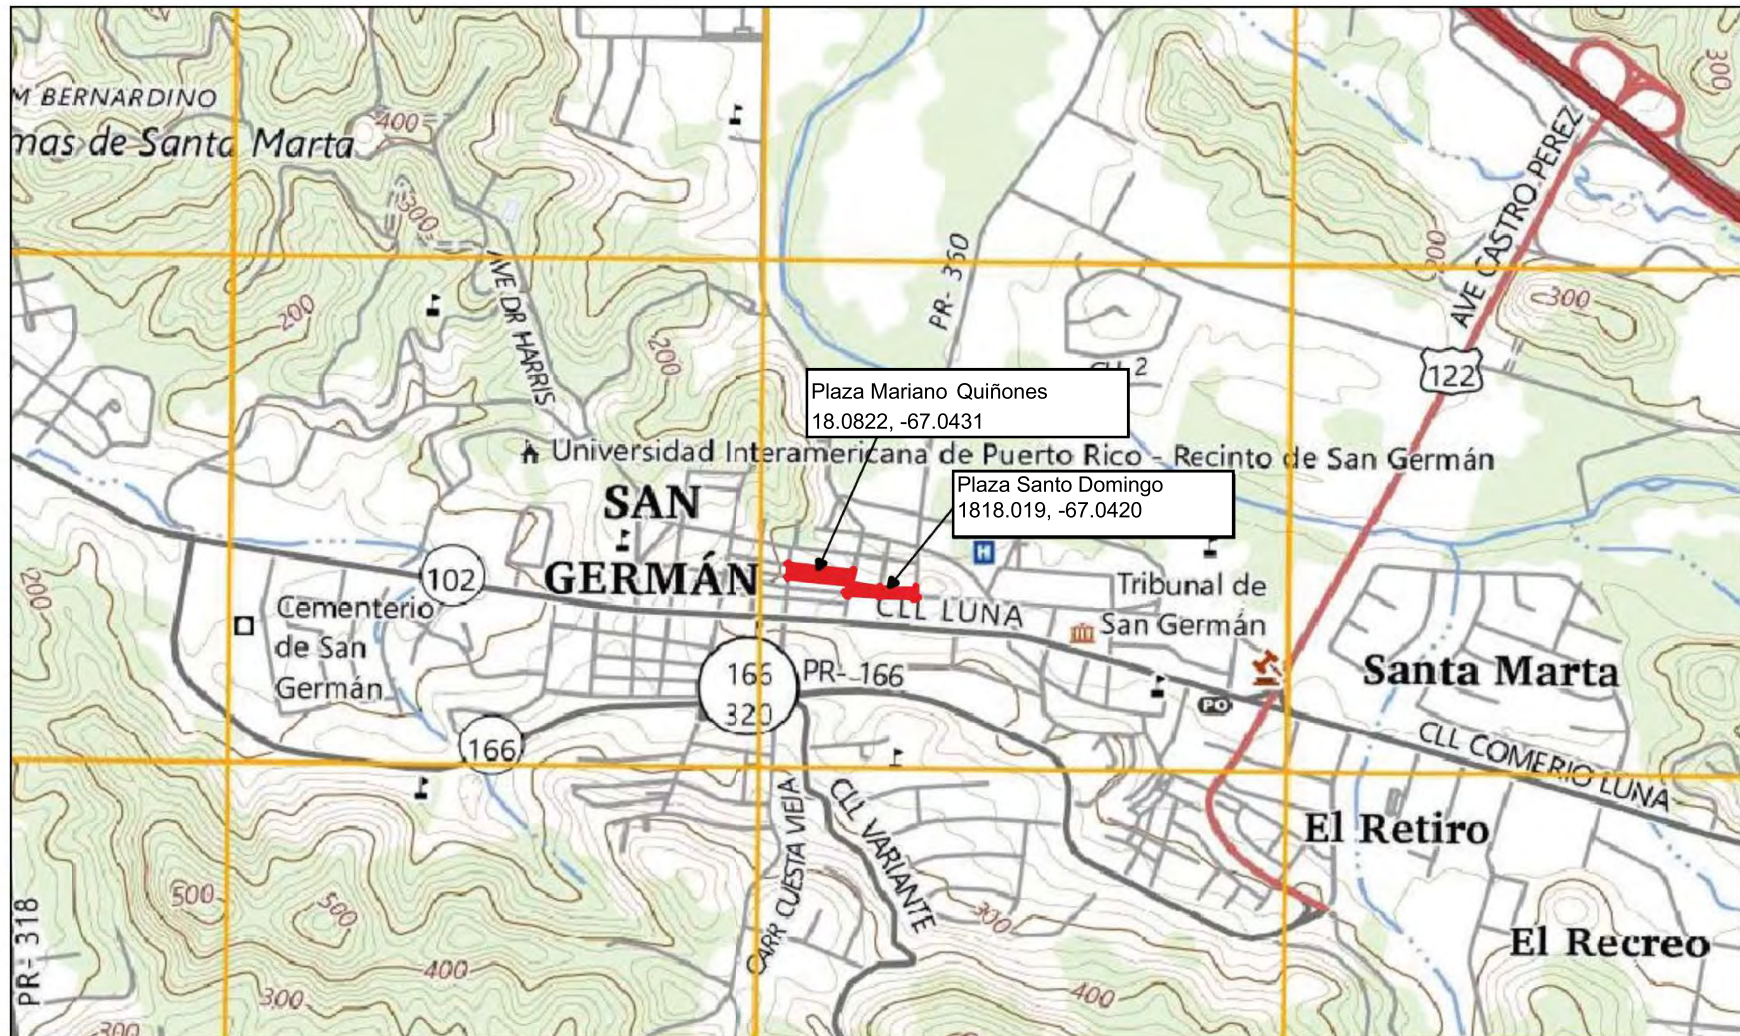 M BERNARDINO
mas de Santa Marta
400
300
AVE DR HARRIS
200
200
PR- 360
300
AVE CASTRO PEREZ
200
300
122
2
Plaza Mariano Quiñones
18.0822, -67.0431
Universidad Interamericana de Puerto Rico - Recinto de San Germán
Plaza Santo Domingo
1818.019, -67.0420
SAN
GERMÁN
H
102
200
Cementerio
de San
Germán
CLL LUNA
Tribunal de
San Germán
166
320
PR- 166
166
PO
Santa Marta
CLL COMERIO LUNA
El Retiro
El Recreo
CARR CUESTA VIEJA
CLL VARIANTE
500
500
400
300
300
400
PR- 318
300